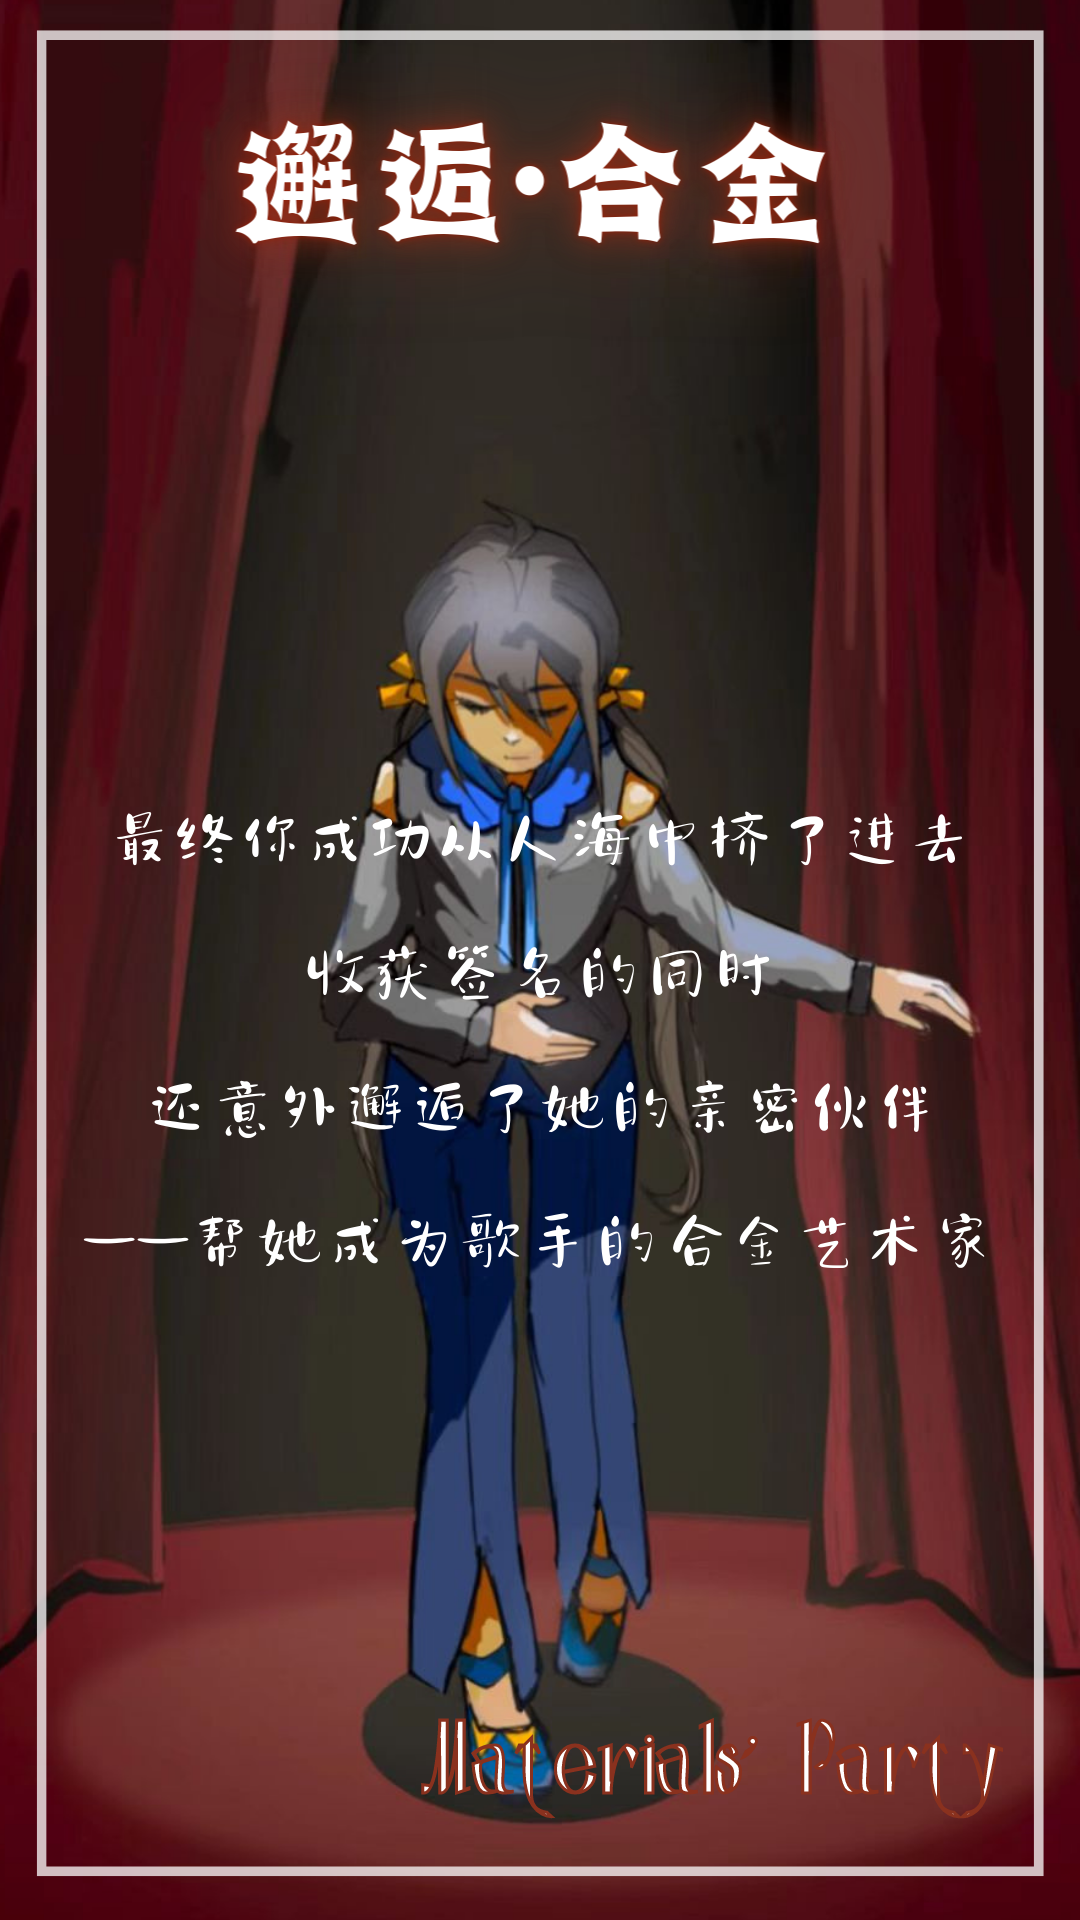 邂逅·合金
最终你成功从人海中挤了进去
收获签名的同时
还意外邂逅了她的亲密伙伴
——帮她成为歌手的合金艺术家
Materials' Party